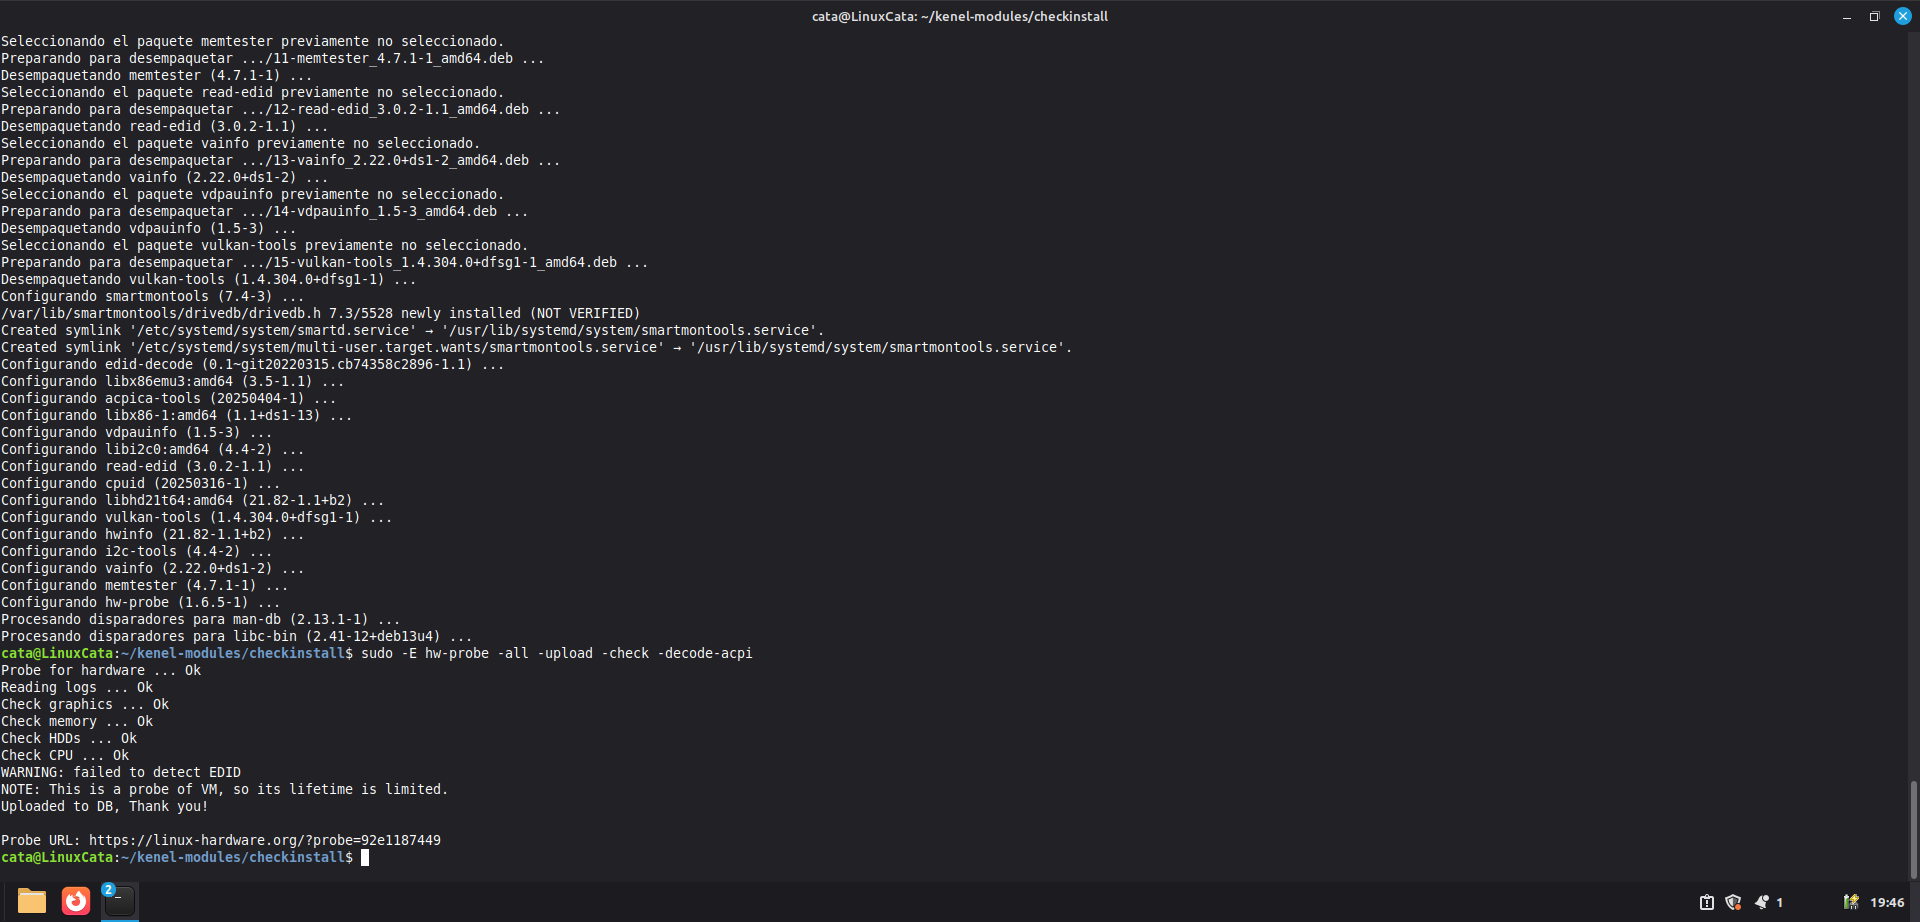 cata@LinuxCata: ~/kenel-modules/checkinstall
Seleccionando el paquete memtester previamente no seleccionado.
Preparando para desempaquetar .../11-memtester_4.7.1-1_amd64.deb ...
Desempaquetando memtester (4.7.1-1) ...
Seleccionando el paquete read-edid previamente no seleccionado.
Preparando para desempaquetar .../12-read-edid_3.0.2-1.1_amd64.deb ...
Desempaquetando read-edid (3.0.2-1.1) ...
Seleccionando el paquete vainfo previamente no seleccionado.
Preparando para desempaquetar .../13-vainfo_2.22.0+ds1-2_amd64.deb ...
Desempaquetando vainfo (2.22.0+ds1-2) ...
Seleccionando el paquete vdpauinfo previamente no seleccionado.
Preparando para desempaquetar .../14-vdpauinfo_1.5-3_amd64.deb ...
Desempaquetando vdpauinfo (1.5-3) ...
Seleccionando el paquete vulkan-tools previamente no seleccionado.
Preparando para desempaquetar .../15-vulkan-tools_1.4.304.0+dfsg1-1_amd64.deb ...
Desempaquetando vulkan-tools (1.4.304.0+dfsg1-1) ...
Configurando smartmontools (7.4-3) ...
/var/lib/smartmontools/drivedb/drivedb.h 7.3/5528 newly installed (NOT VERIFIED)
Created symlink '/etc/systemd/system/smartd.service' → '/usr/lib/systemd/system/smartmontools.service'.
Created symlink '/etc/systemd/system/multi-user.target.wants/smartmontools.service' → '/usr/lib/systemd/system/smartmontools.service'.
Configurando edid-decode (0.1~git20220315.cb74358c2896-1.1) ...
Configurando libx86emu3:amd64 (3.5-1.1) ...
Configurando acpica-tools (20250404-1) ...
Configurando libx86-1:amd64 (1.1+ds1-13) ...
Configurando vdpauinfo (1.5-3) ...
Configurando libi2c0:amd64 (4.4-2) ...
Configurando read-edid (3.0.2-1.1) ...
Configurando cpuid (20250316-1) ...
Configurando libhd21t64:amd64 (21.82-1.1+b2) ...
Configurando vulkan-tools (1.4.304.0+dfsg1-1) ...
Configurando hwinfo (21.82-1.1+b2) ...
Configurando i2c-tools (4.4-2) ...
Configurando vainfo (2.22.0+ds1-2) ...
Configurando memtester (4.7.1-1) ...
Configurando hw-probe (1.6.5-1) ...
Procesando disparadores para man-db (2.13.1-1) ...
Procesando disparadores para libc-bin (2.41-12+deb13u4) ...
cata@LinuxCata:~/kenel-modules/checkinstall$ sudo -E hw-probe -all -upload -check -decode-acpi
Probe for hardware ... Ok
Reading logs ... Ok
Check graphics ... Ok
Check memory ... Ok
Check HDDs ... Ok
Check CPU ... Ok
WARNING: failed to detect EDID
NOTE: This is a probe of VM, so its lifetime is limited.
Uploaded to DB, Thank you!
Probe URL: https://linux-hardware.org/?probe=92e1187449
cata@LinuxCata:~/kenel-modules/checkinstall$
2
1
19:46